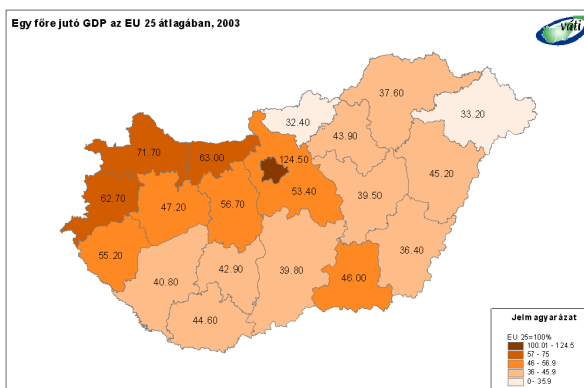 Egy főre jutó GDP az EU 25 átlagában, 2003
váti
37.60
32.40
33.20
43.90
71.70
63.00
124.50
45.20
62.70
47.20
56.70
53.40
39.50
55.20
36.40
40.80
42.90
39.80
46.00
44.60
Jelmagyarázat
EU 25=100%
100.01 - 124.5
57 - 75
46 - 56.9
36 - 45.9
0 - 35.9